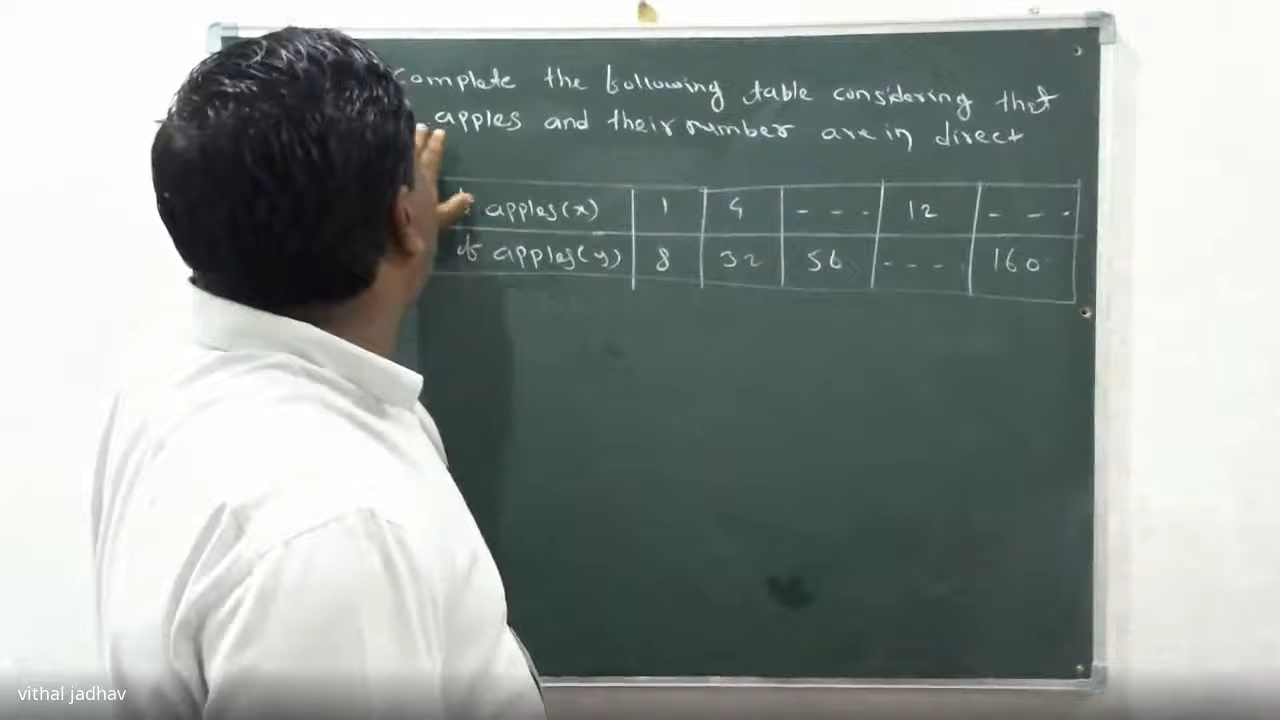 complete the following table considering that
apples and their number are in direct
apples(x) 1 4 - - - 12 - - -
of apples(y) 8 32 56 - - - 160
vithal jadhav